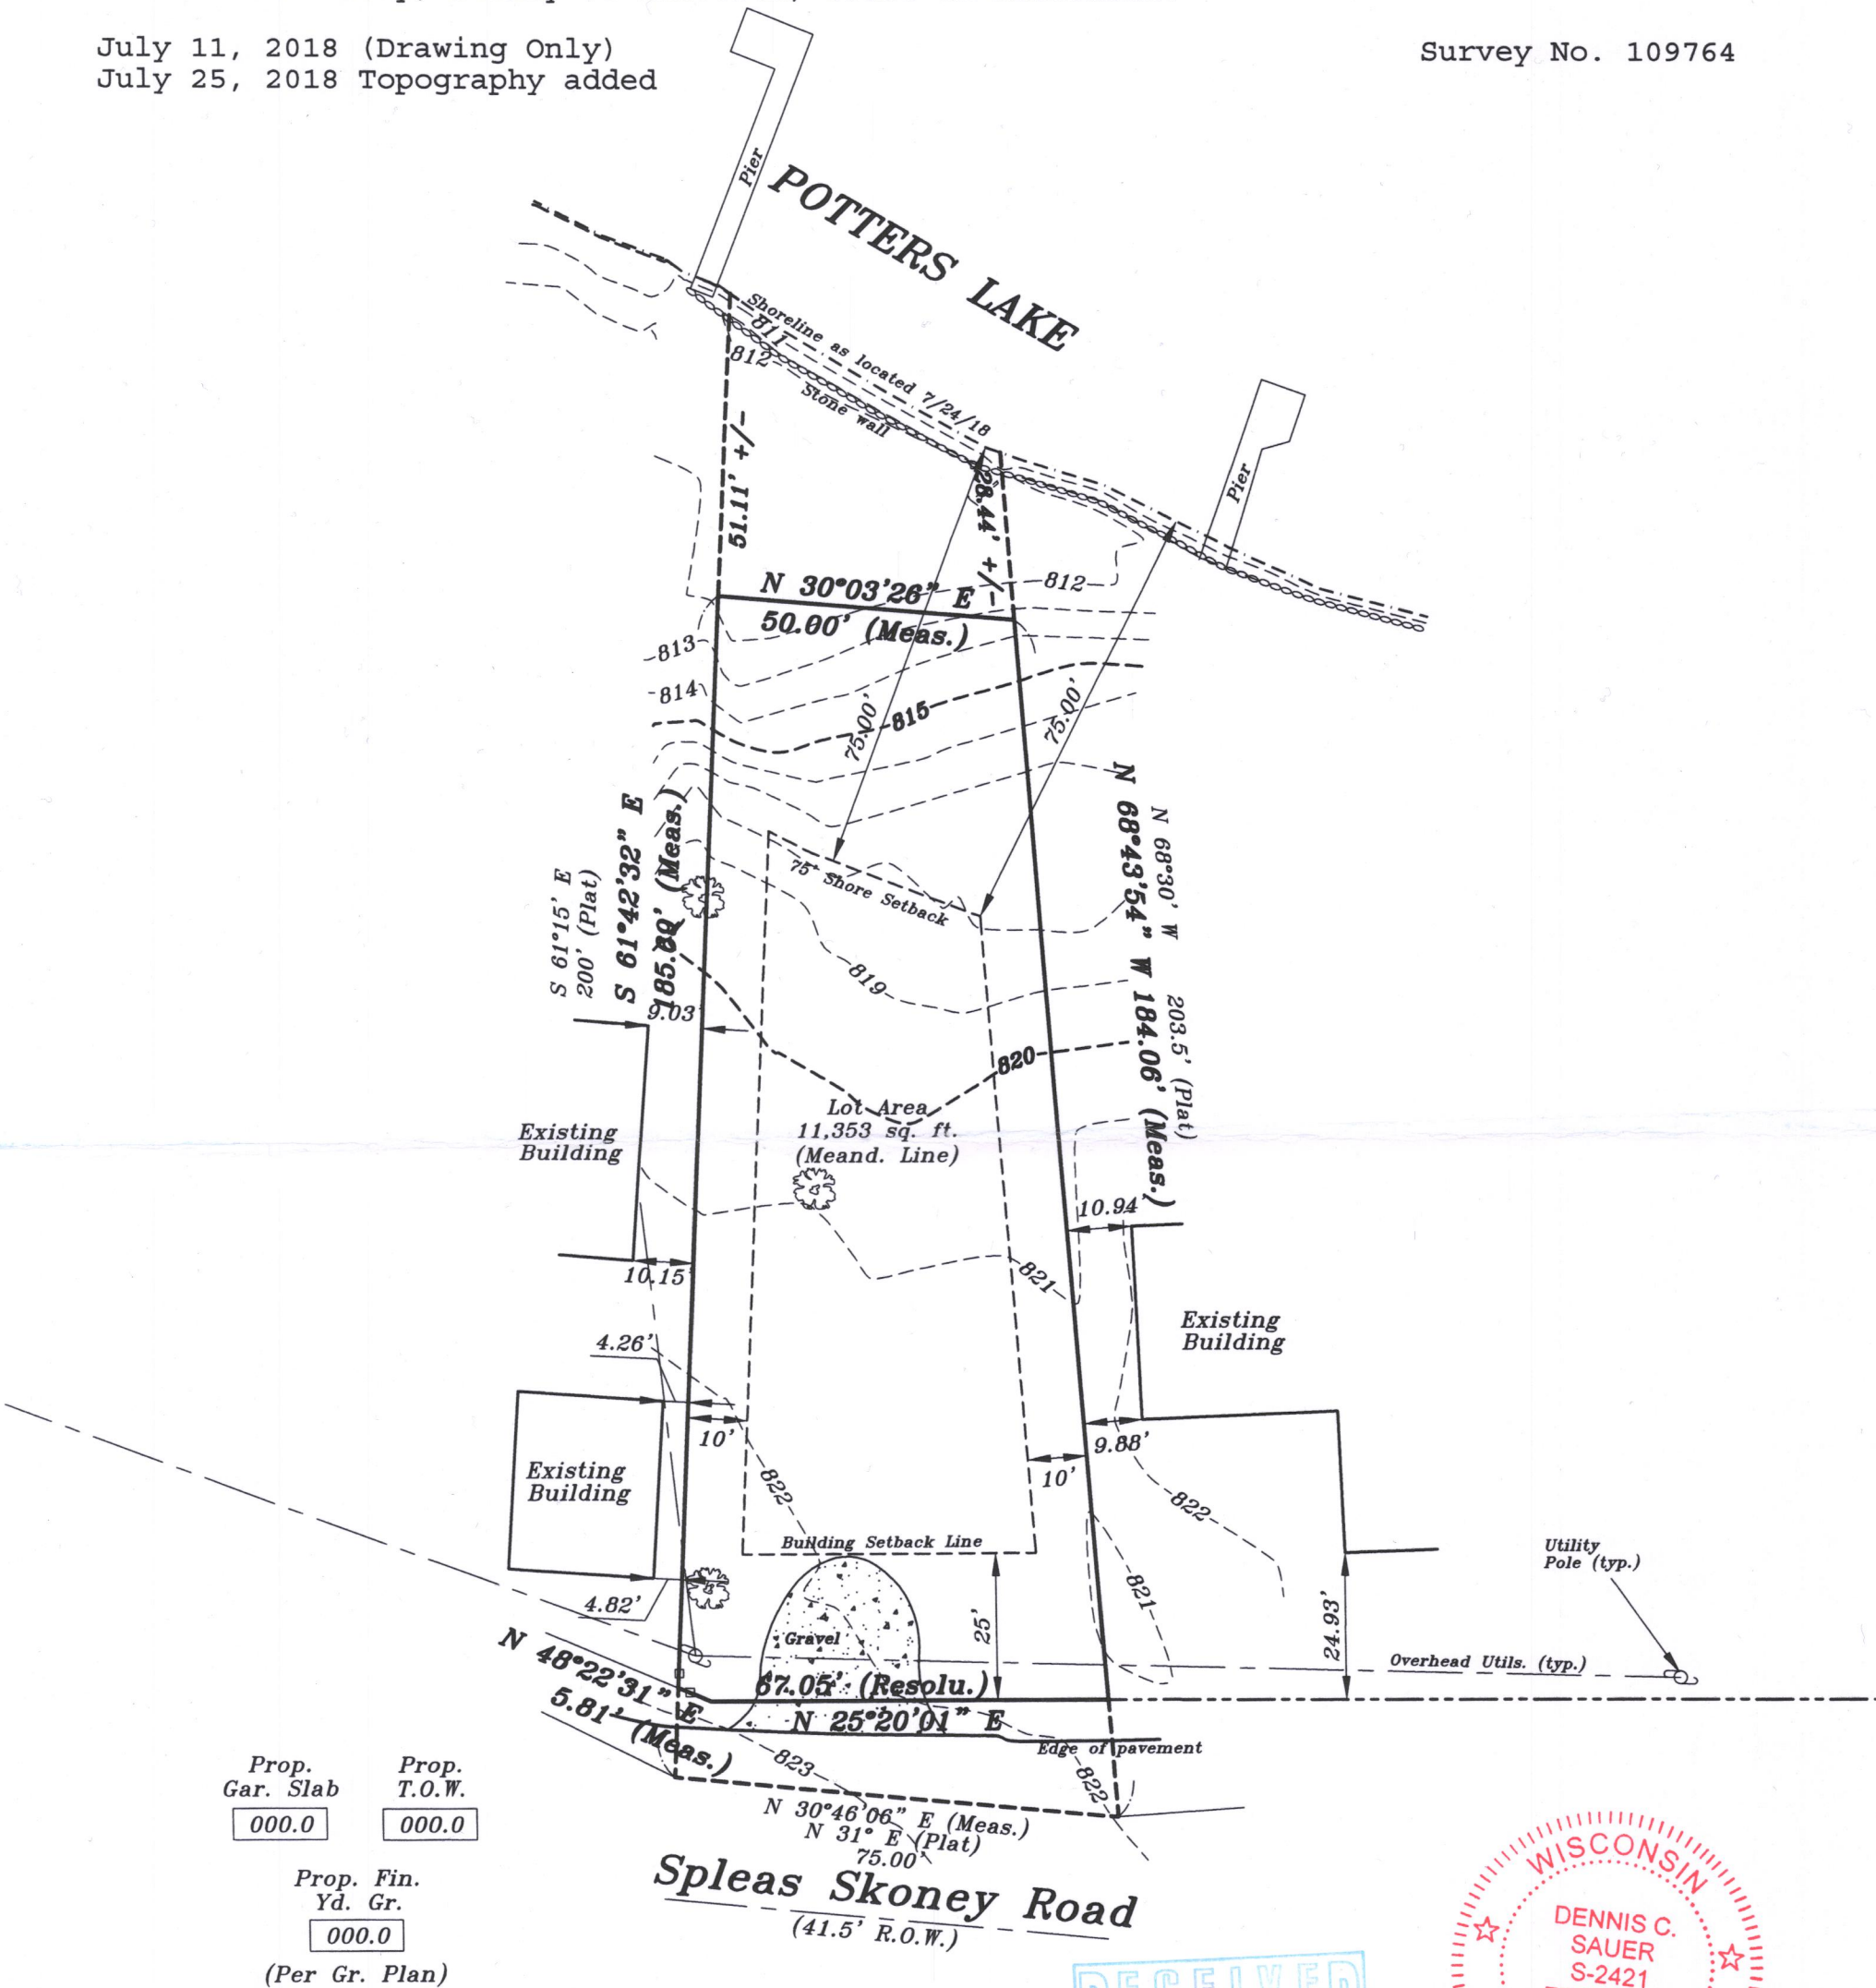 July 11, 2018 (Drawing Only)
July 25, 2018 Topography added
Survey No. 109764
Pier
POTTERS LAKE
Shoreline as located 7/24/18
811
812
Stone wall
Pier
51.11' +/-
28.44' +/-
N 30°03'26" E
50.00' (Meas.)
812
813
814
815
75.00'
75.00'
75' Shore Setback
S 61°15' E
200' (Plat)
S 61°42'32" E
(Meas.)
N 68°30' W 203.5' (Plat)
N 68°43'54" W 184.06' (Meas.)
9.03'
819
820
Lot Area
11,353 sq. ft.
(Meand. Line)
Existing
Building
10.94'
10.15'
821
Existing
Building
4.26'
10'
9.88'
10'
Existing
Building
822
822
Building Setback Line
Utility
Pole (typ.)
4.82'
821
25'
24.93'
Gravel
Overhead Utils. (typ.)
N 48°22'31" E
5.81' (Meas.)
67.05' (Resolu.)
N 25°20'01" E
Edge of pavement
823
822
N 30°46'06" E (Meas.)
N 31° E (Plat)
75.00'
Spleas Skoney Road
(41.5' R.O.W.)
Prop.
Gar. Slab
000.0
Prop.
T.O.W.
000.0
Prop. Fin.
Yd. Gr.
000.0
(Per Gr. Plan)
WISCONSIN
DENNIS C.
SAUER
S-2421
RECEIVED